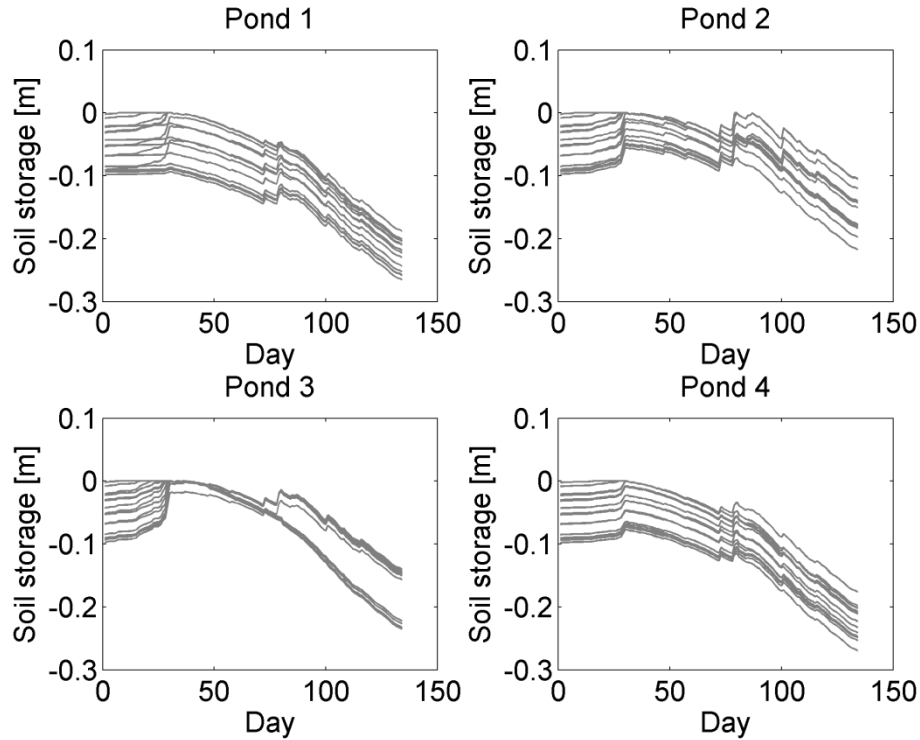 Pond 1
0.1
0
-0.1
-0.2
-0.3
Soil storage [m]
0 50 100 150
Day
Pond 2
0.1
0
-0.1
-0.2
-0.3
Soil storage [m]
0 50 100 150
Day
Pond 3
0.1
0
-0.1
-0.2
-0.3
Soil storage [m]
0 50 100 150
Day
Pond 4
0.1
0
-0.1
-0.2
-0.3
Soil storage [m]
0 50 100 150
Day